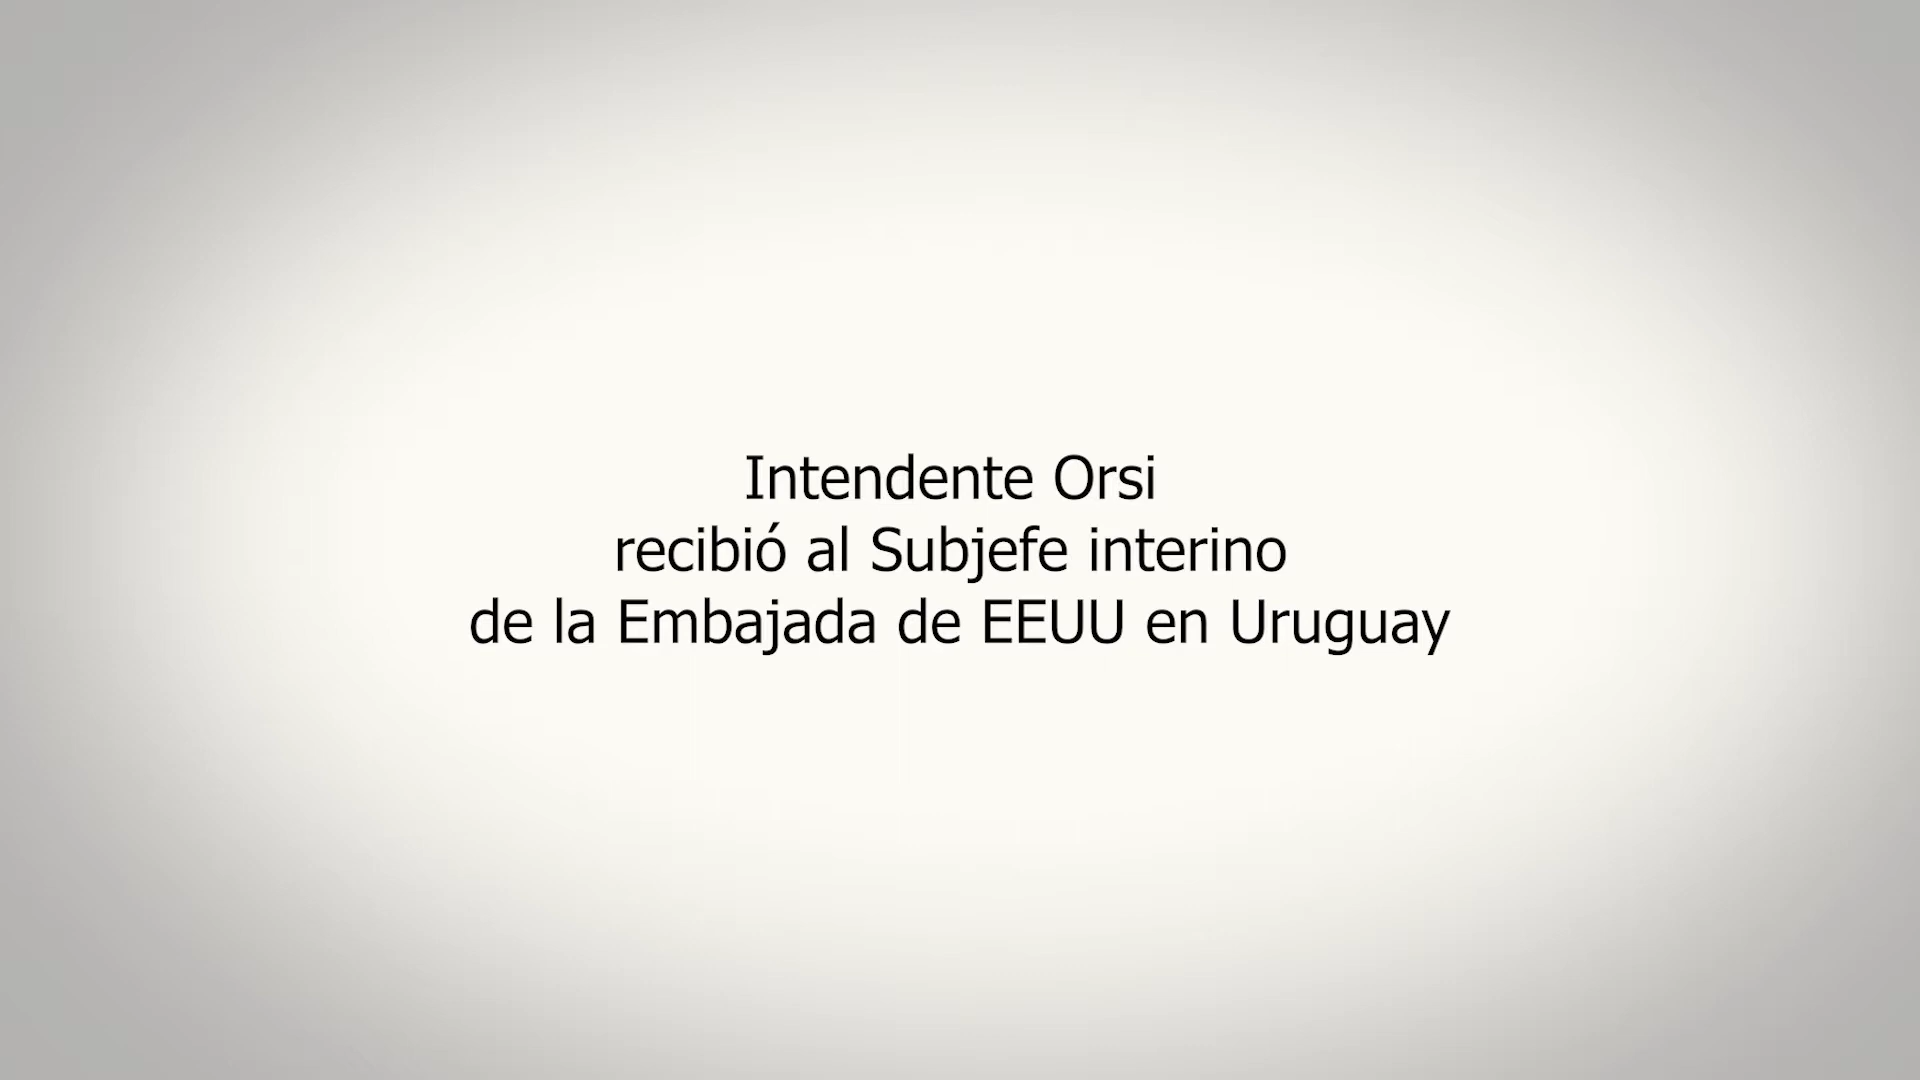 Intendente Orsi
recibió al Subjefe interino
de la Embajada de EEUU en Uruguay